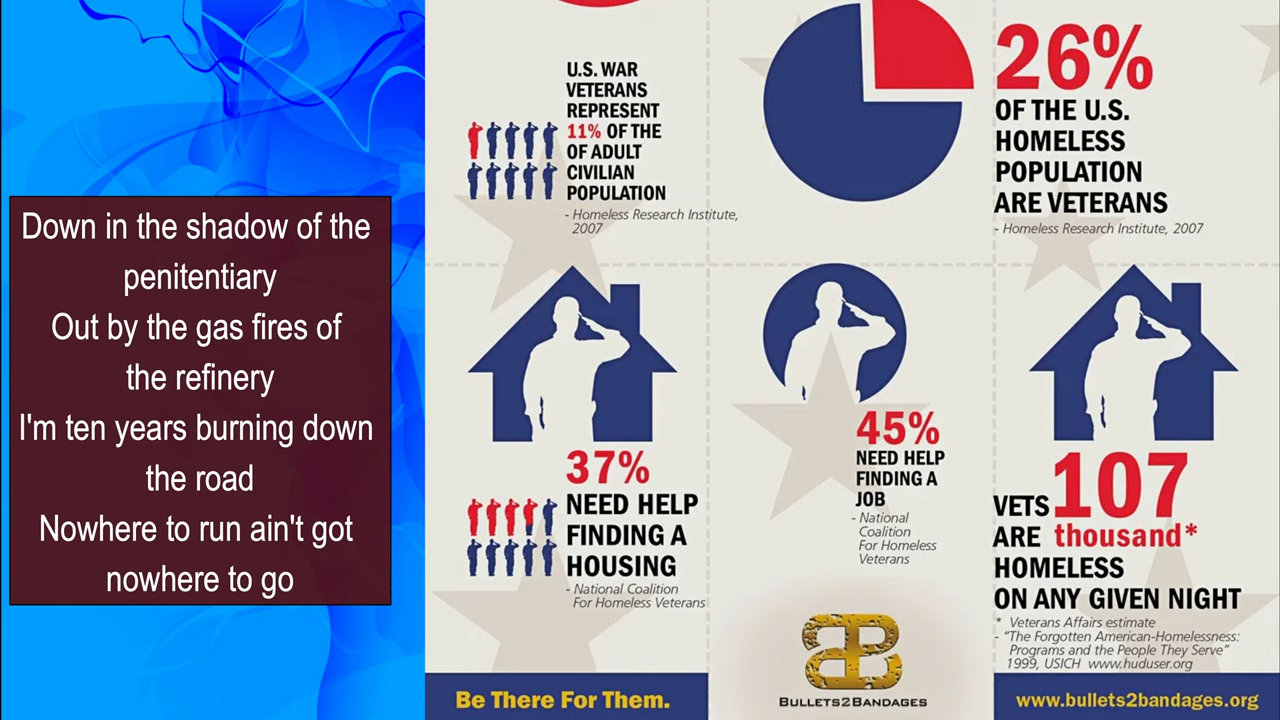 Down in the shadow of the
penitentiary
Out by the gas fires of
the refinery
I'm ten years burning down
the road
Nowhere to run ain't got
nowhere to go
U.S. WAR
VETERANS
REPRESENT
11% OF THE
OF ADULT
CIVILIAN
POPULATION
- Homeless Research Institute,
2007
26%
OF THE U.S.
HOMELESS
POPULATION
ARE VETERANS
- Homeless Research Institute, 2007
37%
NEED HELP
FINDING A
HOUSING
- National Coalition
For Homeless Veterans
45%
NEED HELP
FINDING A
JOB
- National
Coalition
For Homeless
Veterans
VETS 107
ARE thousand*
HOMELESS
ON ANY GIVEN NIGHT
* Veterans Affairs estimate
- "The Forgotten American-Homelessness:
Programs and the People They Serve"
1999, USICH www.huduser.org
BULLETS2BANDAGES
Be There For Them.
www.bullets2bandages.org